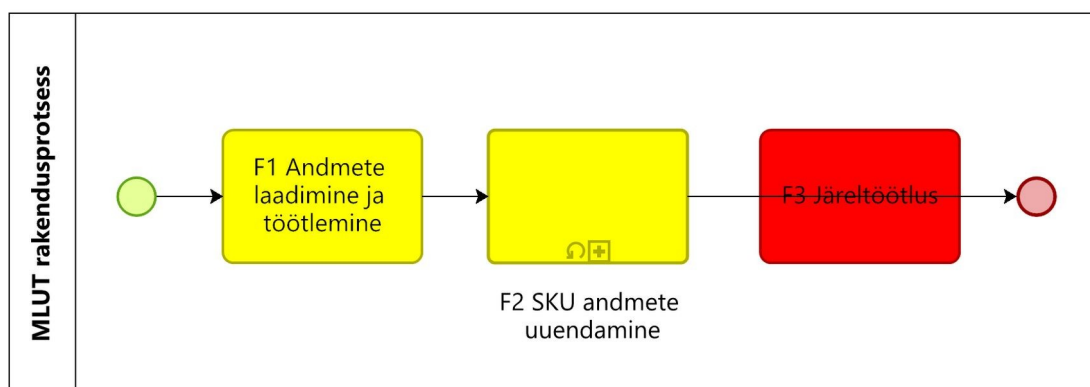 MLUT rakendusprotsess
F1 Andmete
laadimine ja
töötlemine
F2 SKU andmete
uuendamine
F3 Järeltöötlus